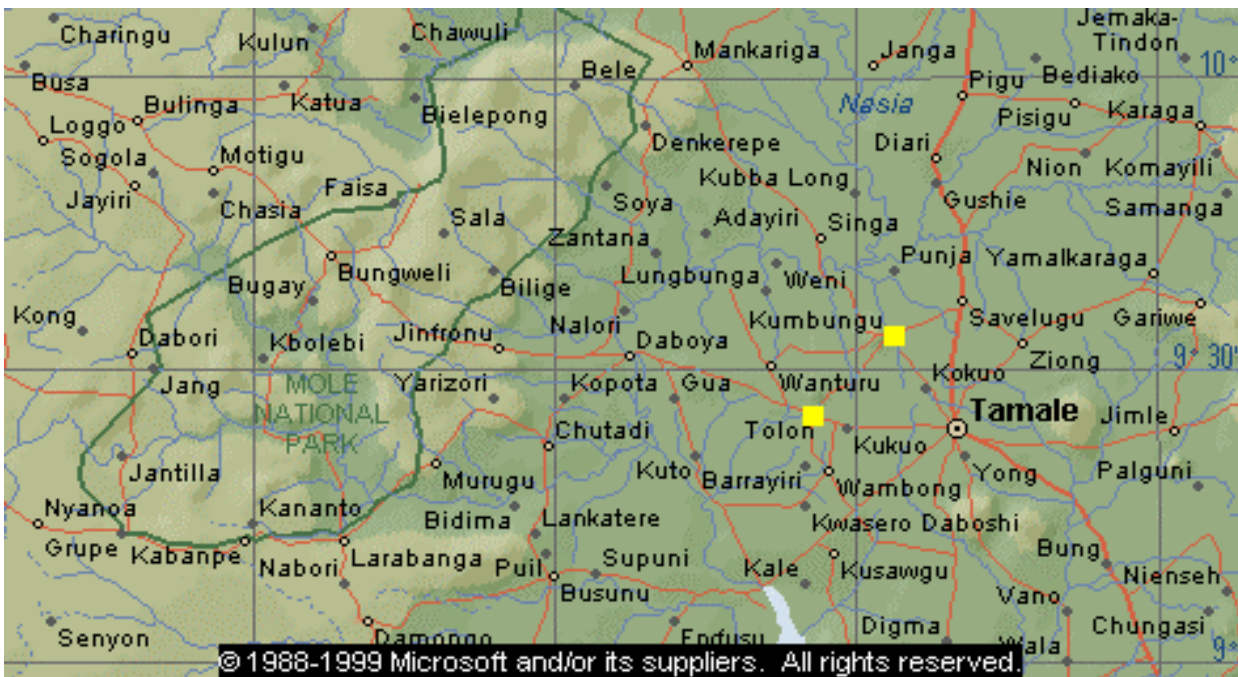 Jemaka-
Charingu
Kulun
Chawuli
Mankariga
Janga
Tindon
Busa
Bele
Pigu
Bediako
10°
Bulinga
Katua
Bielepong
Nasia
Pisigu
Karaga
Loggo
Denkerepe
Diari
Sogola
Motigu
Nion
Komayili
Jayiri
Faisa
Kubba Long
Chasia
Sala
Soya
Adayiri
Singa
Gushie
Samanga
Zantana
Bungweli
Lungbunga
Weni
Punja
Yamalkaraga
Bugay
Bilige
Kong
Nalori
Kumbungu
Savelugu
Gariwe
Dabori
Kbolebi
Jinfronu
Daboya
Ziong
9° 30'
Jang
MOLE
NATIONAL
PARK
Yarizori
Kopota
Gua
Wanturu
Kokuo
Tamale
Jimle
Chutadi
Tolon
Kukuo
Jantilla
Murugu
Kuto
Barrayiri
Wambong
Yong
Palguni
Nyanoa
Kananto
Bidima
Lankatere
Kwasero
Daboshi
Grupe
Kabanpe
Nabori
Larabanga
Puil
Supuni
Kale
Kusawgu
Bung
Nienseh
Busunu
Vano
Senyon
Damongo
Endusu
Digma
Chungasi
Wala
9°
© 1988-1999 Microsoft and/or its suppliers. All rights reserved.